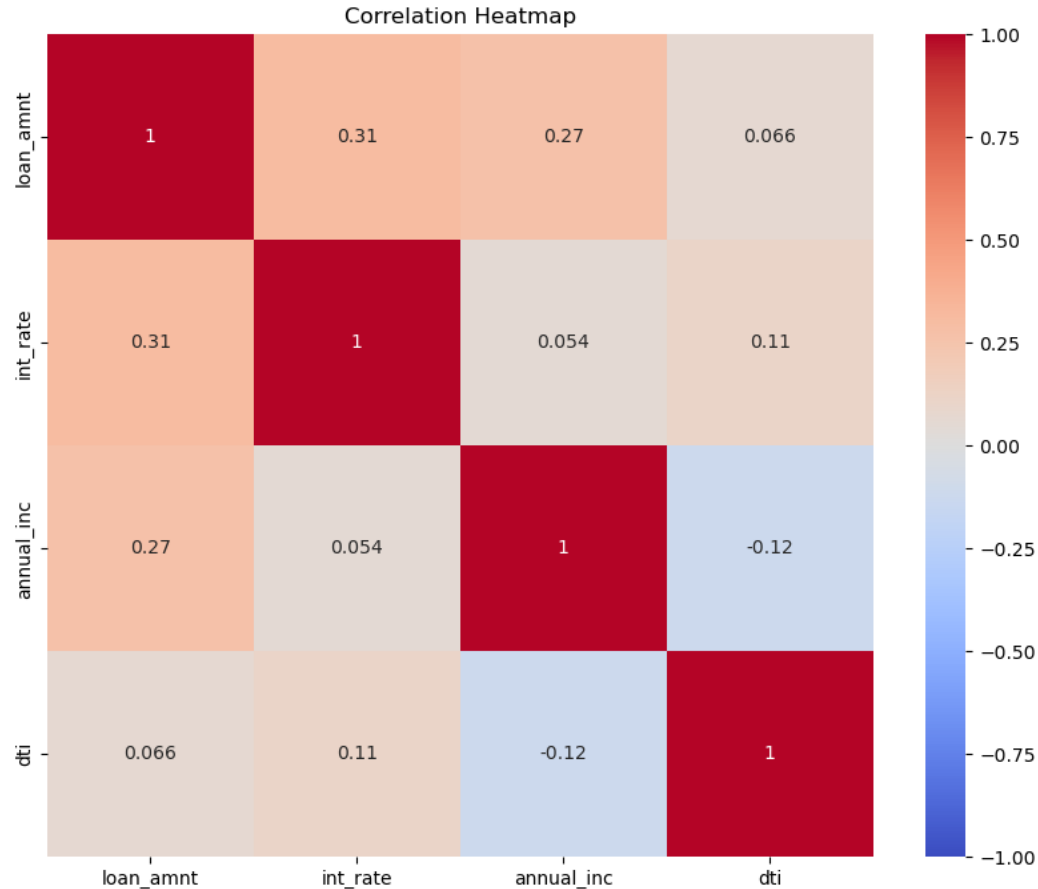 Correlation Heatmap
loan_amnt 1 0.31 0.27 0.066
int_rate 0.31 1 0.054 0.11
annual_inc 0.27 0.054 1 -0.12
dti 0.066 0.11 -0.12 1
loan_amnt int_rate annual_inc dti
1.00
0.75
0.50
0.25
0.00
−0.25
−0.50
−0.75
−1.00